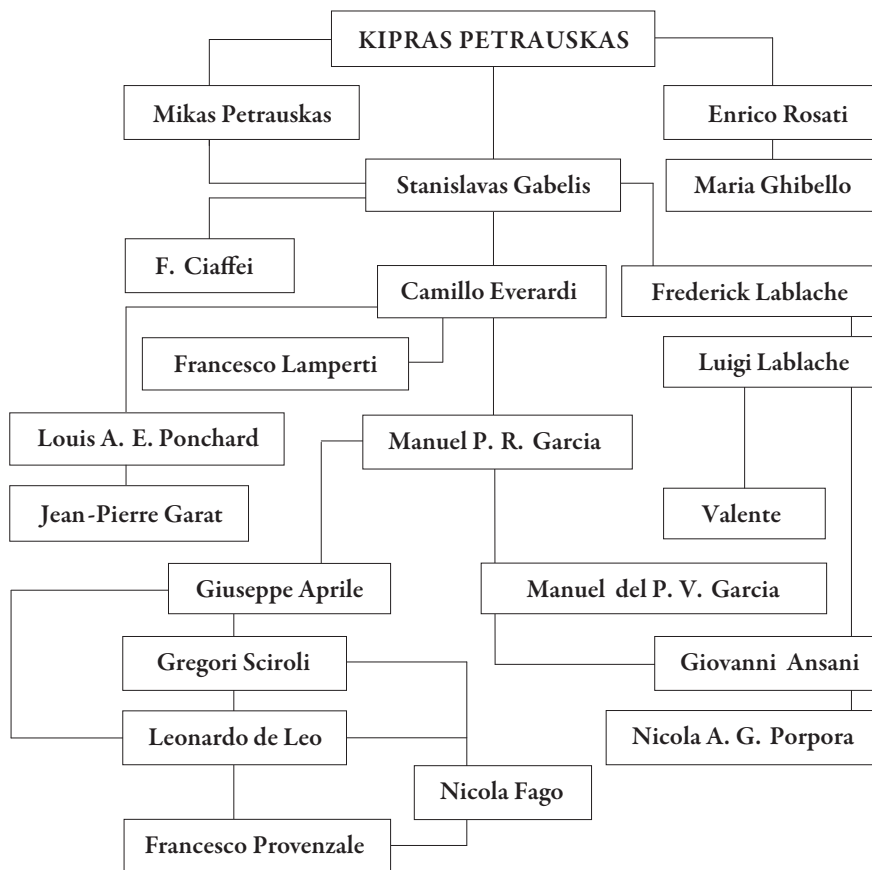 KIPRAS PETRAUSKAS
Mikas Petrauskas
Enrico Rosati
Stanislavas Gabelis
Maria Ghibello
F. Ciaffei
Camillo Everardi
Frederick Lablache
Francesco Lamperti
Luigi Lablache
Louis A. E. Ponchard
Manuel P. R. Garcia
Jean-Pierre Garat
Valente
Giuseppe Aprile
Manuel del P. V. Garcia
Gregori Sciroli
Giovanni Ansani
Leonardo de Leo
Nicola A. G. Porpora
Nicola Fago
Francesco Provenzale